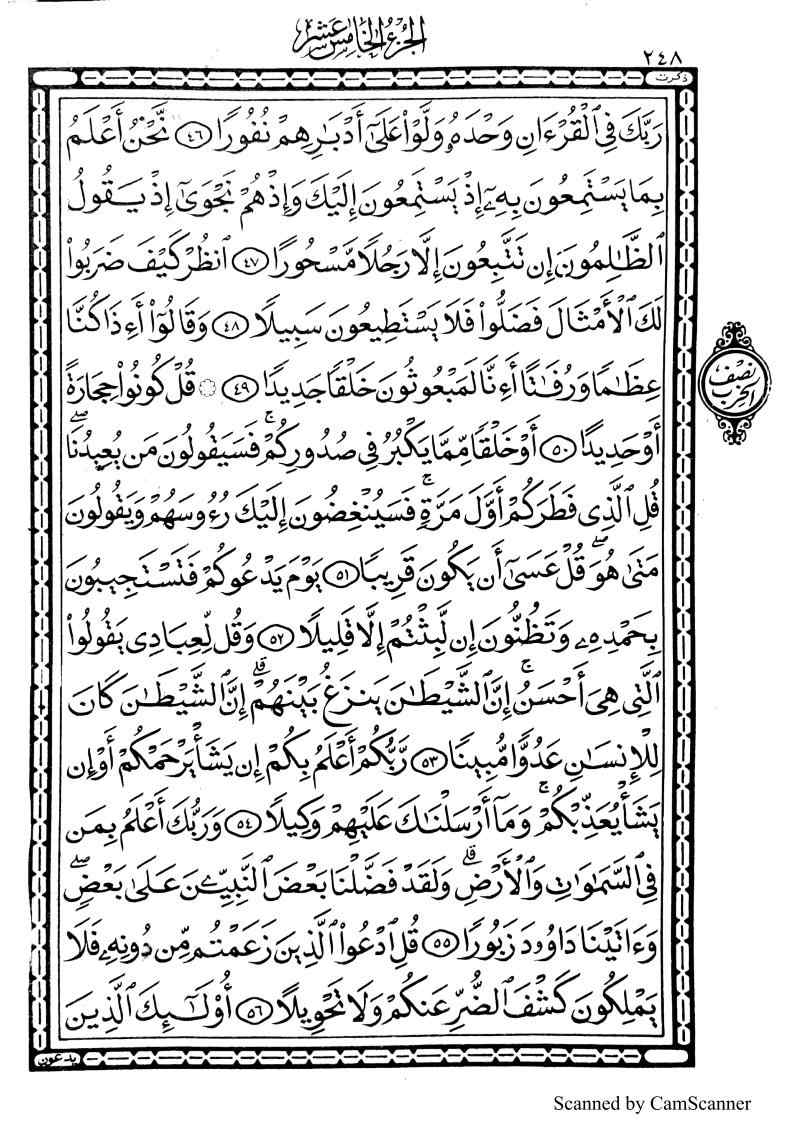 الجزء الخامس عشر
٢٤٨
ذكرت
رَبَّكَ فِي ٱلۡقُرۡءَانِ وَحۡدَهُۥ وَلَّوۡاْ عَلَىٰٓ أَدۡبَٰرِهِمۡ نُفُورٗا ٤٦ نَّحۡنُ أَعۡلَمُ
بِمَا يَسۡتَمِعُونَ بِهِۦٓ إِذۡ يَسۡتَمِعُونَ إِلَيۡكَ وَإِذۡ هُمۡ نَجۡوَىٰٓ إِذۡ يَقُولُ
ٱلظَّٰلِمُونَ إِن تَتَّبِعُونَ إِلَّا رَجُلٗا مَّسۡحُورًا ٤٧ ٱنظُرۡ كَيۡفَ ضَرَبُواْ
لَكَ ٱلۡأَمۡثَالَ فَضَلُّواْ فَلَا يَسۡتَطِيعُونَ سَبِيلٗا ٤٨ وَقَالُوٓاْ أَءِذَا كُنَّا
عِظَٰمٗا وَرُفَٰتًا أَءِنَّا لَمَبۡعُوثُونَ خَلۡقٗا جَدِيدٗا ٤٩ ۞ قُلۡ كُونُواْ حِجَارَةً
نصف الحزب
أَوۡ حَدِيدًا ٥٠ أَوۡ خَلۡقٗا مِّمَّا يَكۡبُرُ فِي صُدُورِكُمۡۚ فَسَيَقُولُونَ مَن يُعِيدُنَاۖ
قُلِ ٱلَّذِي فَطَرَكُمۡ أَوَّلَ مَرَّةٖۚ فَسَيُنۡغِضُونَ إِلَيۡكَ رُءُوسَهُمۡ وَيَقُولُونَ
مَتَىٰ هُوَۖ قُلۡ عَسَىٰٓ أَن يَكُونَ قَرِيبٗا ٥١ يَوۡمَ يَدۡعُوكُمۡ فَتَسۡتَجِيبُونَ
بِحَمۡدِهِۦ وَتَظُنُّونَ إِن لَّبِثۡتُمۡ إِلَّا قَلِيلٗا ٥٢ وَقُل لِّعِبَادِي يَقُولُواْ
ٱلَّتِي هِيَ أَحۡسَنُۚ إِنَّ ٱلشَّيۡطَٰنَ يَنزَغُ بَيۡنَهُمۡۗ إِنَّ ٱلشَّيۡطَٰنَ كَانَ
لِلۡإِنسَٰنِ عَدُوّٗا مُّبِينٗا ٥٣ رَّبُّكُمۡ أَعۡلَمُ بِكُمۡۖ إِن يَشَأۡ يَرۡحَمۡكُمۡ أَوۡ إِن
يَشَأۡ يُعَذِّبۡكُمۡۚ وَمَآ أَرۡسَلۡنَٰكَ عَلَيۡهِمۡ وَكِيلٗا ٥٤ وَرَبُّكَ أَعۡلَمُ بِمَن
فِي ٱلسَّمَٰوَٰتِ وَٱلۡأَرۡضِۗ وَلَقَدۡ فَضَّلۡنَا بَعۡضَ ٱلنَّبِيِّـۧنَ عَلَىٰ بَعۡضٖۖ
وَءَاتَيۡنَا دَاوُۥدَ زَبُورٗا ٥٥ قُلِ ٱدۡعُواْ ٱلَّذِينَ زَعَمۡتُم مِّن دُونِهِۦ فَلَا
يَمۡلِكُونَ كَشۡفَ ٱلضُّرِّ عَنكُمۡ وَلَا تَحۡوِيلًا ٥٦ أُوْلَٰٓئِكَ ٱلَّذِينَ
يدعون
Scanned by CamScanner